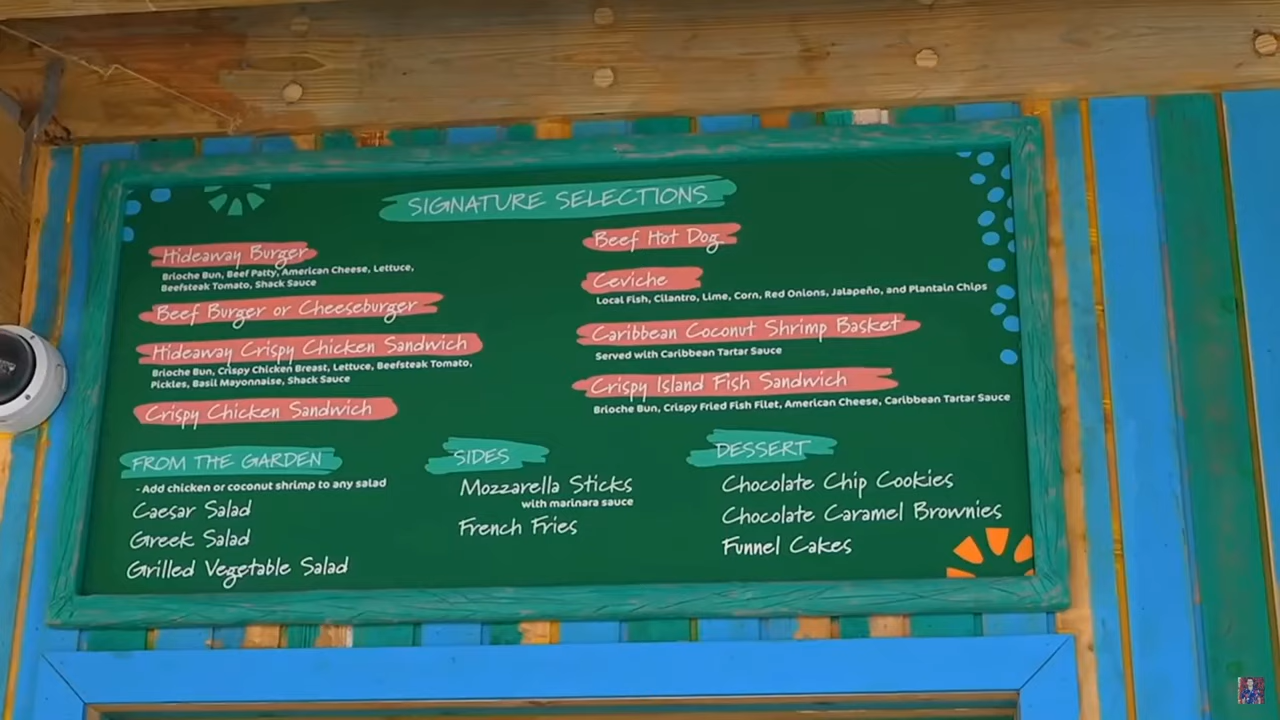 SIGNATURE SELECTIONS
Hideaway Burger
Brioche Bun, Beef Patty, American Cheese, Lettuce,
Beefsteak Tomato, Shack Sauce
Beef Burger or Cheeseburger
Hideaway Crispy Chicken Sandwich
Brioche Bun, Crispy Chicken Breast, Lettuce, Beefsteak Tomato,
Pickles, Basil Mayonnaise, Shack Sauce
Crispy Chicken Sandwich
Beef Hot Dog
Ceviche
Local Fish, Cilantro, Lime, Corn, Red Onions, Jalapeño, and Plantain Chips
Caribbean Coconut Shrimp Basket
Served with Caribbean Tartar Sauce
Crispy Island Fish Sandwich
Brioche Bun, Crispy Fried Fish Filet, American Cheese, Caribbean Tartar Sauce
FROM THE GARDEN
- Add chicken or coconut shrimp to any salad
Caesar Salad
Greek Salad
Grilled Vegetable Salad
SIDES
Mozzarella Sticks
with marinara sauce
French Fries
DESSERT
Chocolate Chip Cookies
Chocolate Caramel Brownies
Funnel Cakes